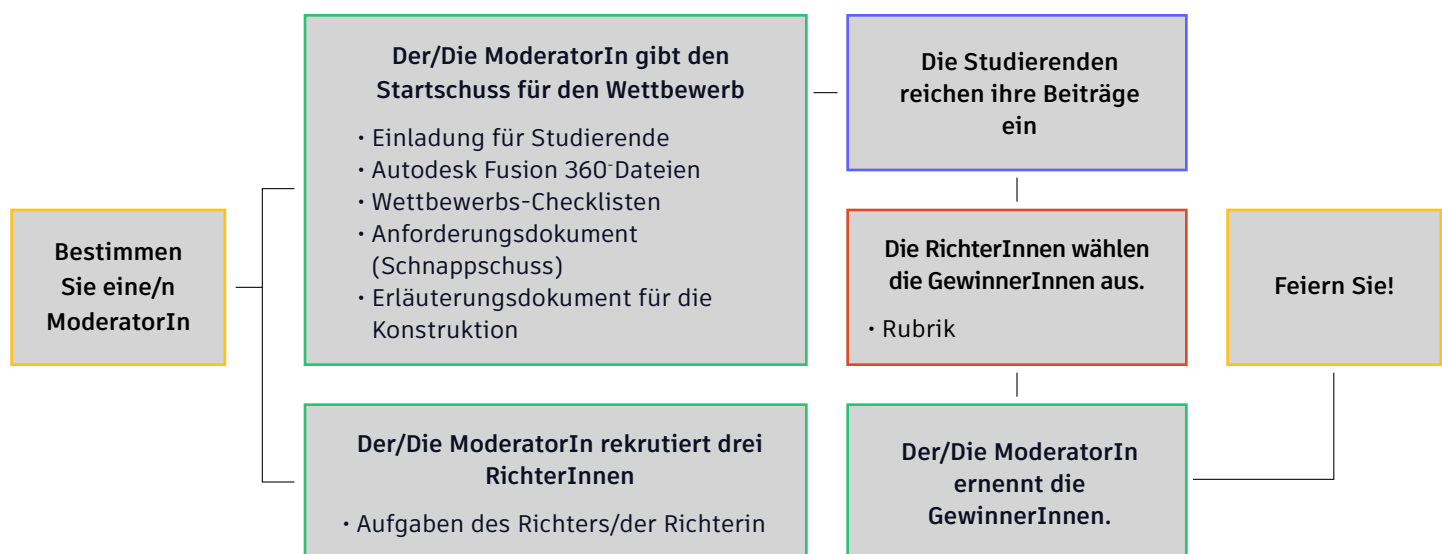 Bestimmen
Sie eine/n
ModeratorIn
Der/Die ModeratorIn gibt den
Startschuss für den Wettbewerb
• Einladung für Studierende
• Autodesk Fusion 360-Dateien
• Wettbewerbs-Checklisten
• Anforderungsdokument
(Schnappschuss)
• Erläuterungsdokument für die
Konstruktion
Der/Die ModeratorIn rekrutiert drei
RichterInnen
• Aufgaben des Richters/der Richterin
Die Studierenden
reichen ihre Beiträge
ein
Die RichterInnen wählen
die GewinnerInnen aus.
• Rubrik
Der/Die ModeratorIn
ernennt die
GewinnerInnen.
Feiern Sie!